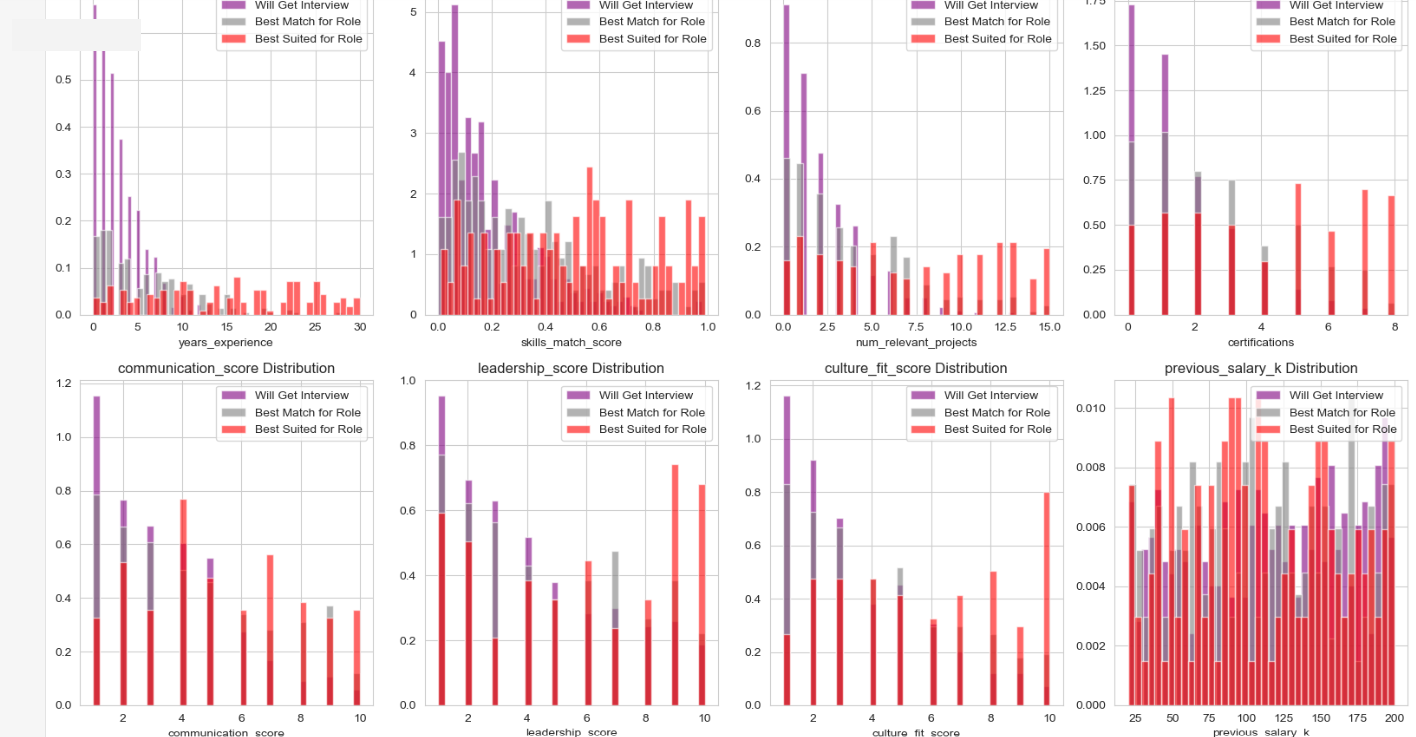 Will Get Interview
Best Match for Role
Best Suited for Role
0.5
0.4
0.3
0.2
0.1
0.0
0 5 10 15 20 25 30
years_experience
Will Get Interview
Best Match for Role
Best Suited for Role
5
4
3
2
1
0
0.0 0.2 0.4 0.6 0.8 1.0
skills_match_score
Will Get Interview
Best Match for Role
Best Suited for Role
0.8
0.6
0.4
0.2
0.0
0.0 2.5 5.0 7.5 10.0 12.5 15.0
num_relevant_projects
Will Get Interview
Best Match for Role
Best Suited for Role
1.75
1.50
1.25
1.00
0.75
0.50
0.25
0.00
0 2 4 6 8
certifications
communication_score Distribution
Will Get Interview
Best Match for Role
Best Suited for Role
1.2
1.0
0.8
0.6
0.4
0.2
0.0
2 4 6 8 10
communication_score
leadership_score Distribution
Will Get Interview
Best Match for Role
Best Suited for Role
1.0
0.8
0.6
0.4
0.2
0.0
2 4 6 8 10
leadership_score
culture_fit_score Distribution
Will Get Interview
Best Match for Role
Best Suited for Role
1.2
1.0
0.8
0.6
0.4
0.2
0.0
2 4 6 8 10
culture_fit_score
previous_salary_k Distribution
Will Get Interview
Best Match for Role
Best Suited for Role
0.010
0.008
0.006
0.004
0.002
0.000
25 50 75 100 125 150 175 200
previous_salary_k